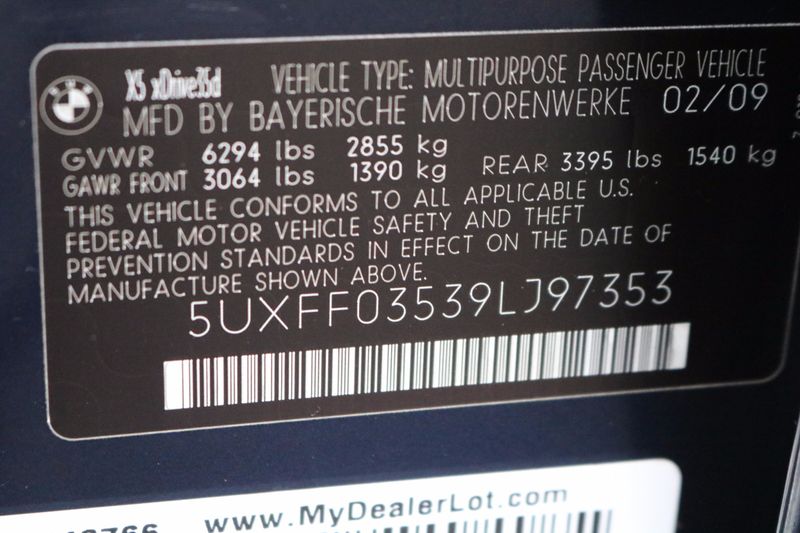 X5 xDrive35d VEHICLE TYPE: MULTIPURPOSE PASSENGER VEHICLE
MFD BY BAYERISCHE MOTORENWERKE 02/09
GVWR 6294 lbs 2855 kg
GAWR FRONT 3064 lbs 1390 kg REAR 3395 lbs 1540 kg
THIS VEHICLE CONFORMS TO ALL APPLICABLE U.S.
FEDERAL MOTOR VEHICLE SAFETY AND THEFT
PREVENTION STANDARDS IN EFFECT ON THE DATE OF
MANUFACTURE SHOWN ABOVE.
5UXFF03539LJ97353
www.MyDealerLot.com